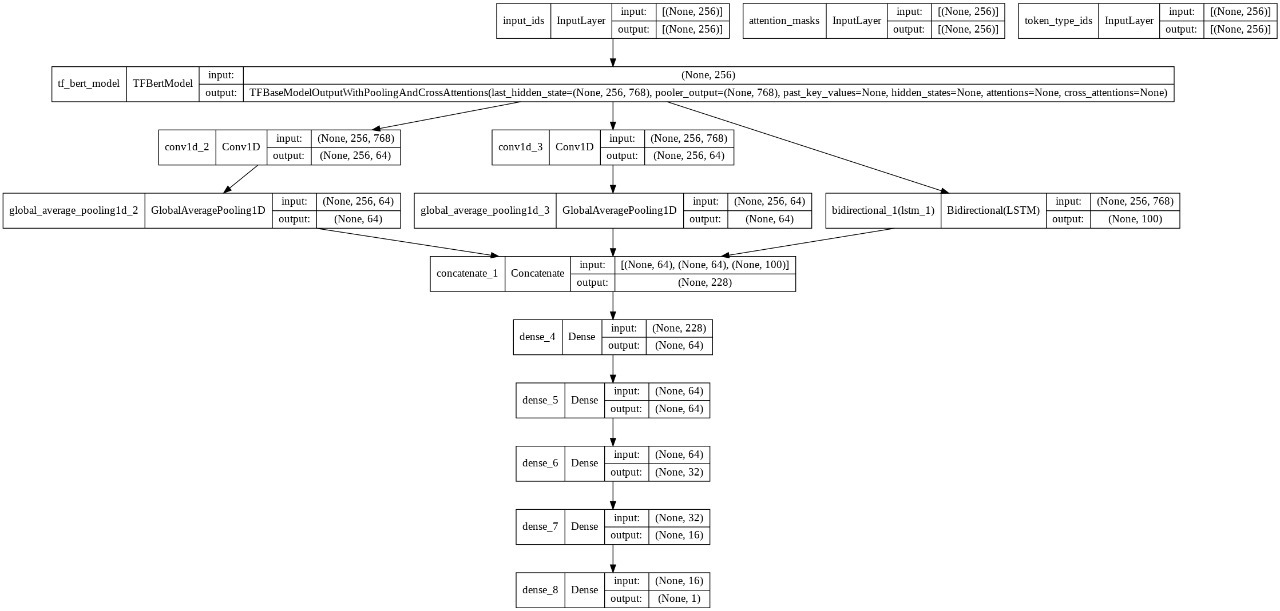 input_ids InputLayer input: [(None, 256)] output: [(None, 256)]
attention_masks InputLayer input: [(None, 256)] output: [(None, 256)]
token_type_ids InputLayer input: [(None, 256)] output: [(None, 256)]
tf_bert_model TFBertModel input: (None, 256)
output: TFBaseModelOutputWithPoolingAndCrossAttentions(last_hidden_state=(None, 256, 768), pooler_output=(None, 768), past_key_values=None, hidden_states=None, attentions=None, cross_attentions=None)
conv1d_2 Conv1D input: (None, 256, 768) output: (None, 256, 64)
conv1d_3 Conv1D input: (None, 256, 768) output: (None, 256, 64)
global_average_pooling1d_2 GlobalAveragePooling1D input: (None, 256, 64) output: (None, 64)
global_average_pooling1d_3 GlobalAveragePooling1D input: (None, 256, 64) output: (None, 64)
bidirectional_1(lstm_1) Bidirectional(LSTM) input: (None, 256, 768) output: (None, 100)
concatenate_1 Concatenate input: [(None, 64), (None, 64), (None, 100)] output: (None, 228)
dense_4 Dense input: (None, 228) output: (None, 64)
dense_5 Dense input: (None, 64) output: (None, 64)
dense_6 Dense input: (None, 64) output: (None, 32)
dense_7 Dense input: (None, 32) output: (None, 16)
dense_8 Dense input: (None, 16) output: (None, 1)